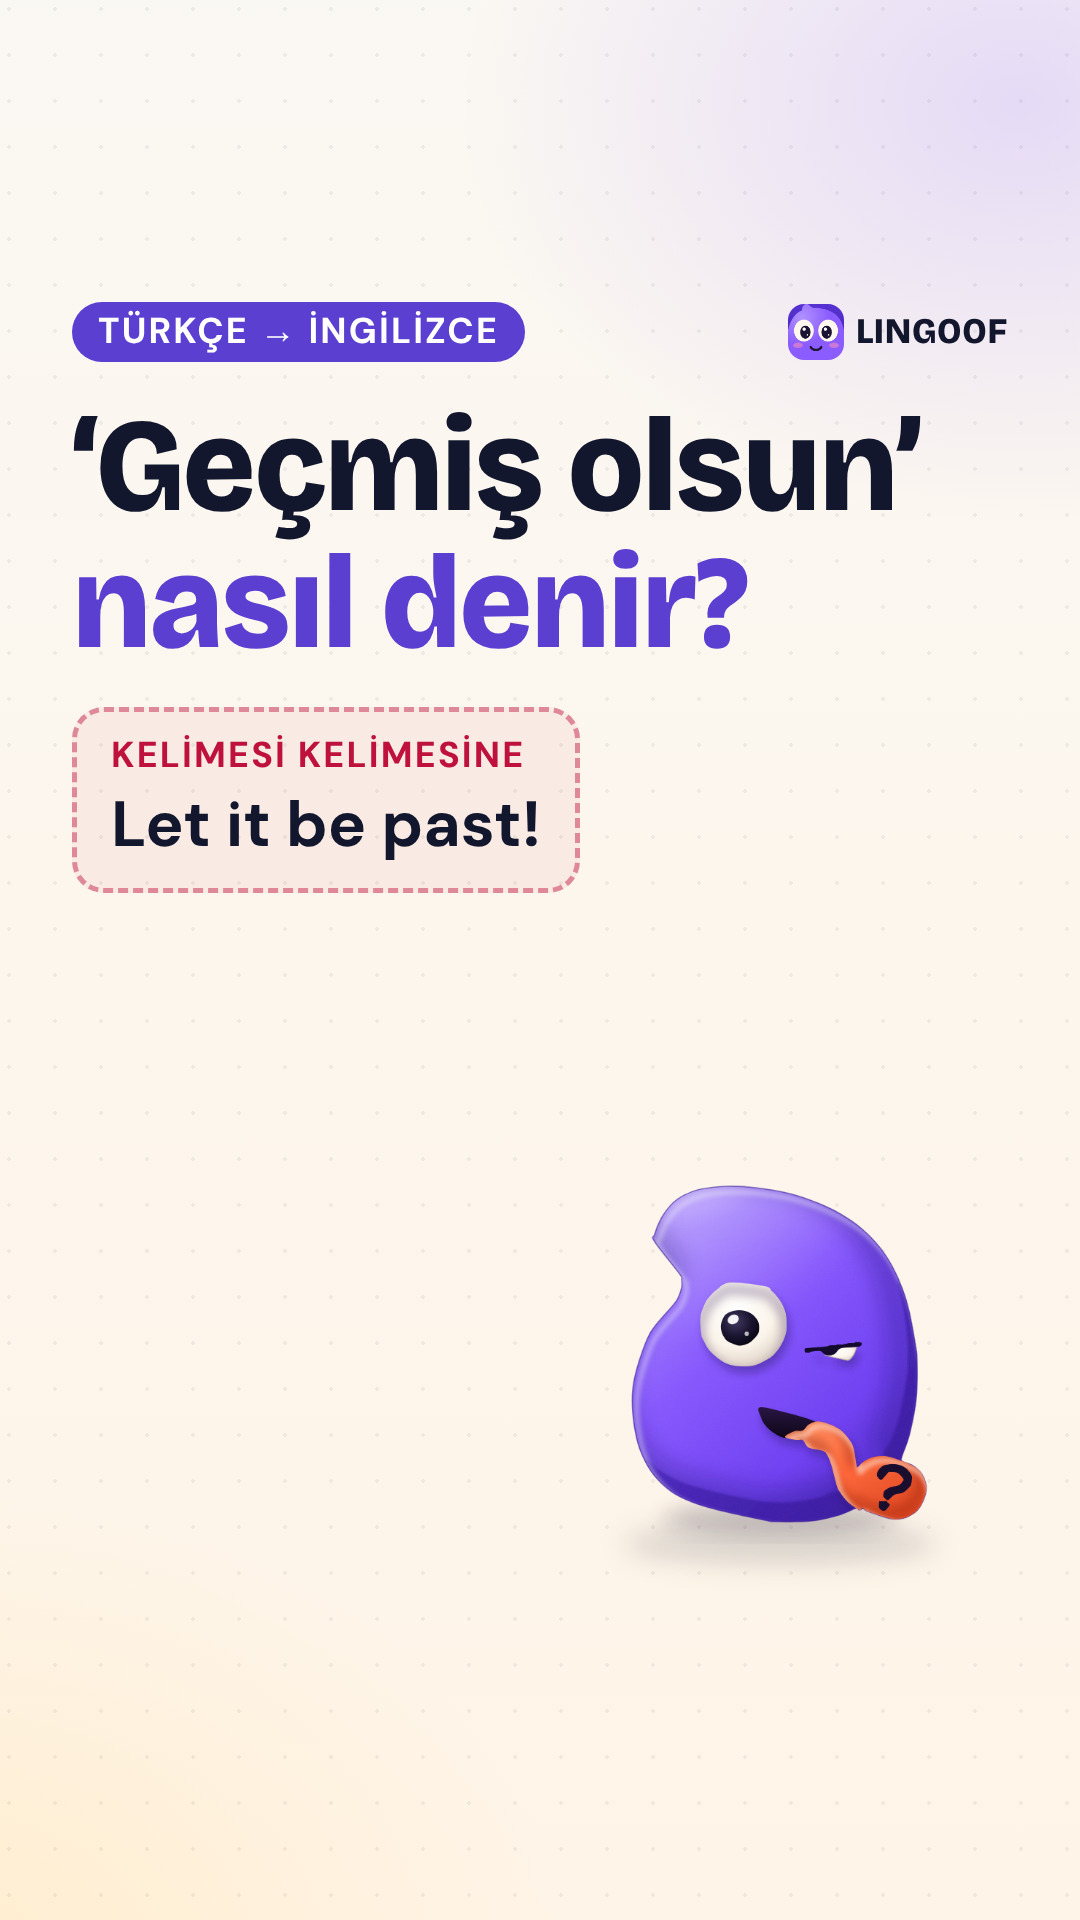 TÜRKÇE → İNGİLİZCE
LINGOOF
‘Geçmiş olsun’
nasıl denir?
KELİMESİ KELİMESİNE
Let it be past!
?